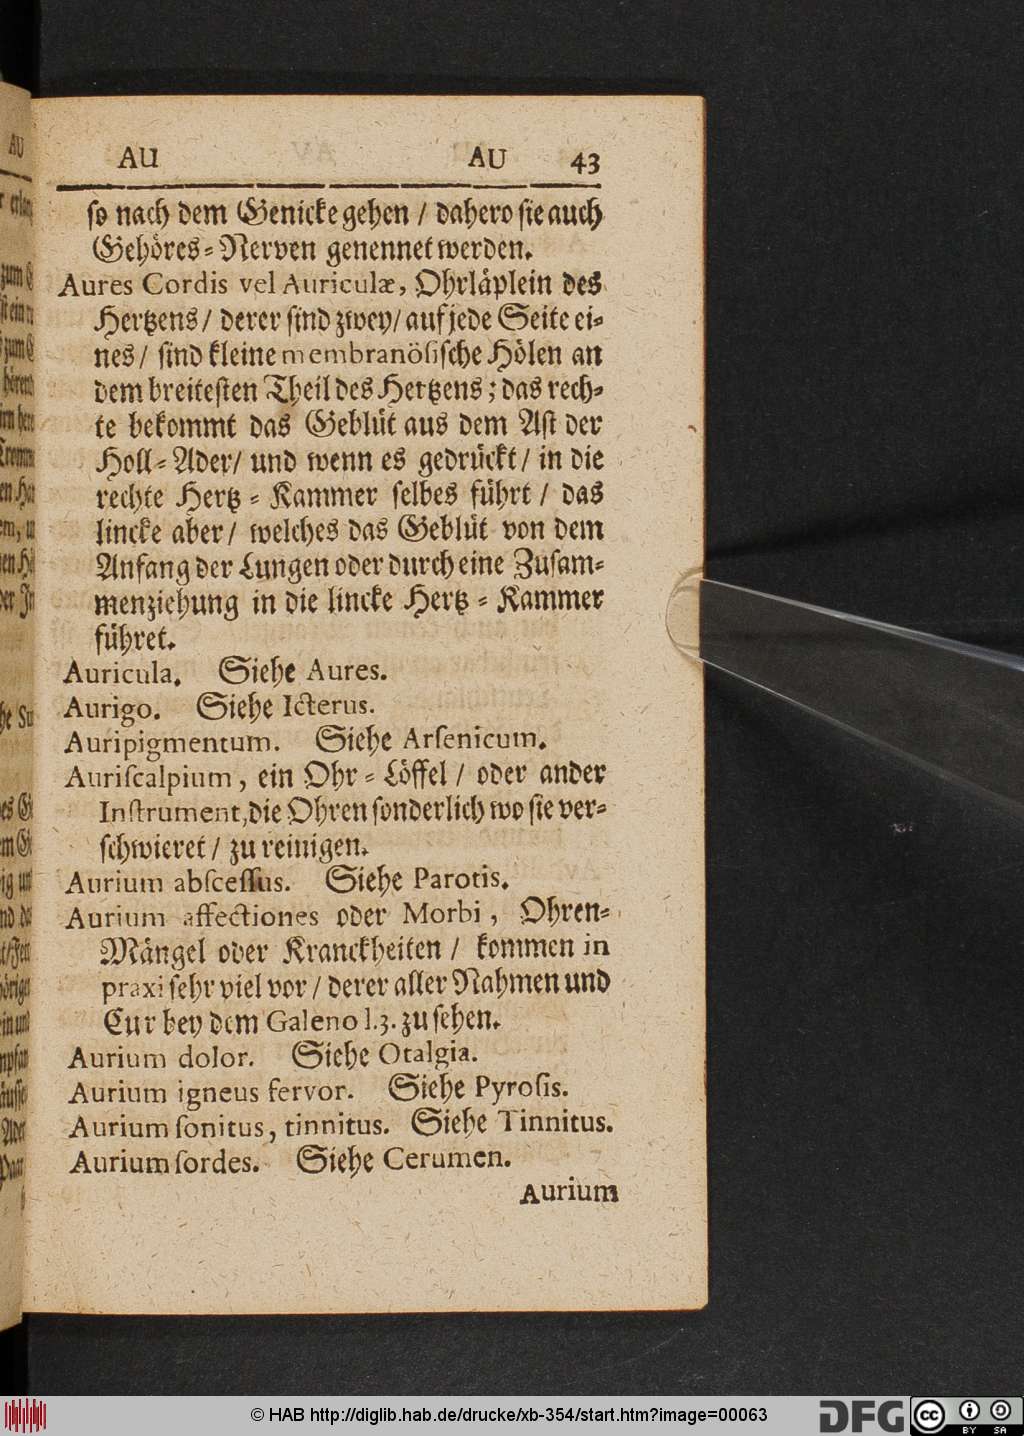 AU AU 43
so nach dem Genicke gehen / dahero sie auch
Gehöres-Nerven genennet werden.
Aures Cordis vel Auriculæ, Ohrläplein des
Hertzens / derer sind zwey / auf jede Seite ei-
nes / sind kleine membranösische Hölen an
dem breitesten Theil des Hertzens; das rech-
te bekommt das Geblüt aus dem Ast der
Holl-Ader / und wenn es gedrückt / in die
rechte Hertz-Kammer selbes führt / das
lincke aber / welches das Geblüt von dem
Anfang der Lungen oder durch eine Zusam-
menziehung in die lincke Hertz-Kammer
führet.
Auricula. Siehe Aures.
Aurigo. Siehe Icterus.
Auripigmentum. Siehe Arſenicum.
Auriſcalpium, ein Ohr-Löffel / oder ander
Inſtrument, die Ohren sonderlich wo sie ver-
schwieret / zu reinigen.
Aurium abſceſſus. Siehe Parotis.
Aurium affectiones oder Morbi, Ohren-
Mängel oder Kranckheiten / kommen in
praxi sehr viel vor / derer aller Nahmen und
Cur bey dem Galeno l.3. zu sehen.
Aurium dolor. Siehe Otalgia.
Aurium igneus fervor. Siehe Pyroſis.
Aurium ſonitus, tinnitus. Siehe Tinnitus.
Aurium ſordes. Siehe Cerumen.
Aurium
© HAB http://diglib.hab.de/drucke/xb-354/start.htm?image=00063
DFG
cc BY SA